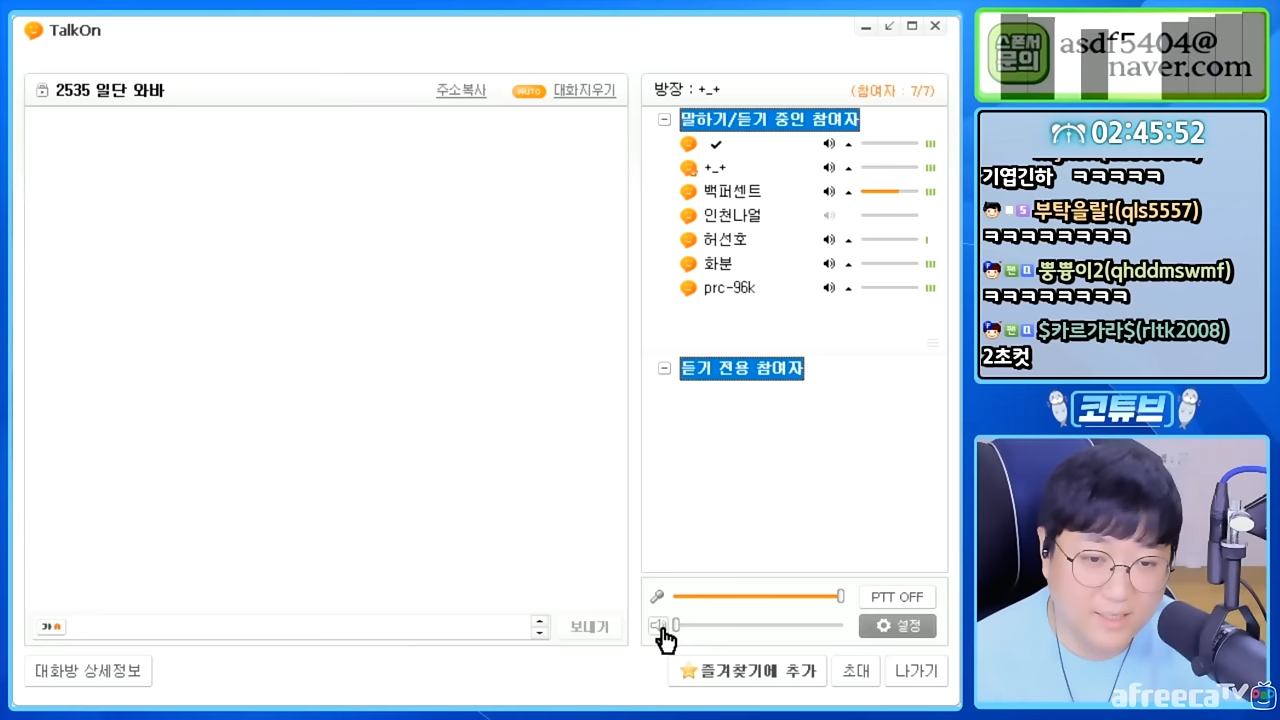 TalkOn
2535 일단 와바
주소복사
AUTO
대화지우기
방장 : +_+
(참여자 : 7/7)
말하기/듣기 중인 참여자
✔
+_+
백퍼센트
인천나얼
허선호
화분
prc-96k
듣기 전용 참여자
PTT OFF
설정
가
보내기
대화방 상세정보
즐겨찾기에 추가
초대
나가기
스폰서
문의
asdf5404@
naver.com
02:45:52
기엽긴하 ㅋㅋㅋㅋㅋ
S 부탁을랄!(qls5557)
ㅋㅋㅋㅋㅋㅋㅋㅋ
팬 Q 뿡뿡이2(qhddmswmf)
ㅋㅋㅋㅋㅋㅋㅋㅋ
팬 Q $카르가라$(rltk2008)
2초컷
코튜브
afreecaTV